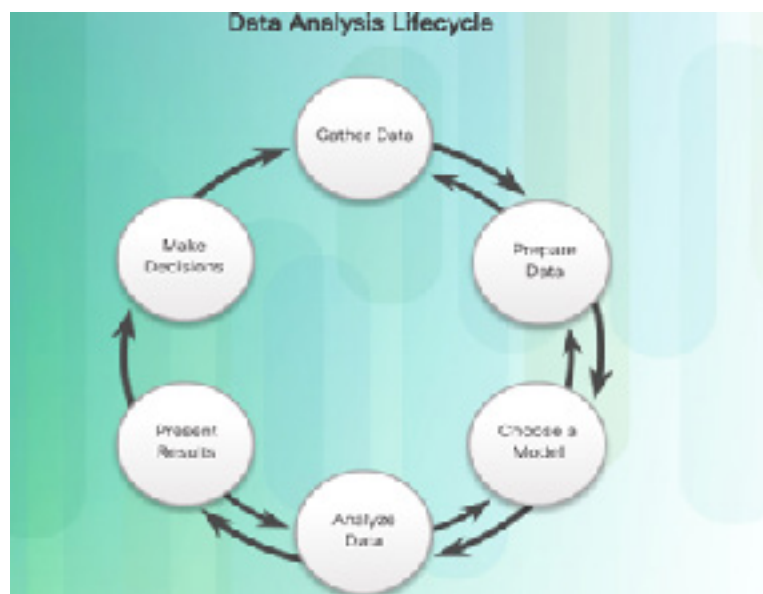 Data Analysis Lifecycle
Gather Data
Prepare
Data
Choose a
Model
Analyze
Data
Present
Results
Make
Decisions